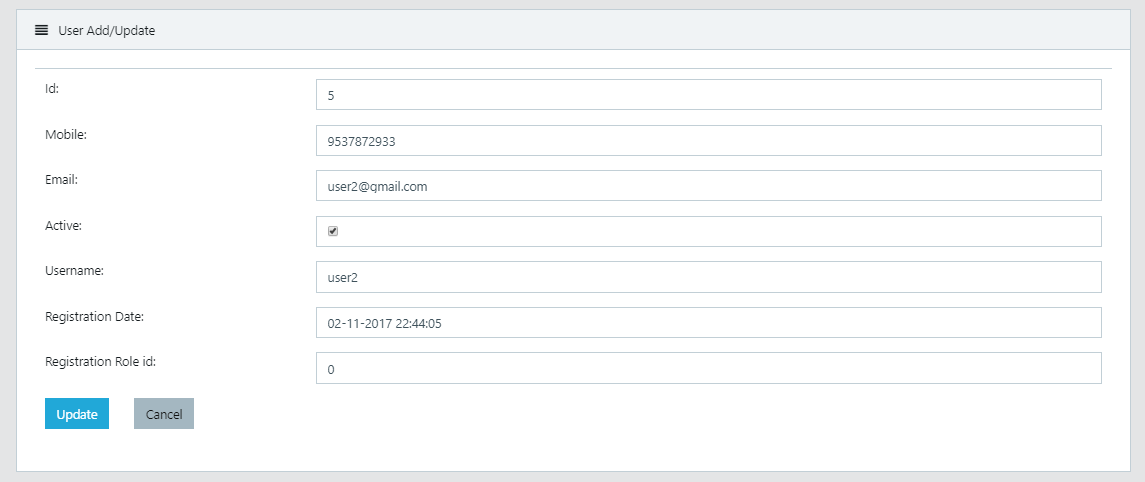 User Add/Update
Id:
5
Mobile:
9537872933
Email:
user2@gmail.com
Active:
Username:
user2
Registration Date:
02-11-2017 22:44:05
Registration Role id:
0
Update Cancel